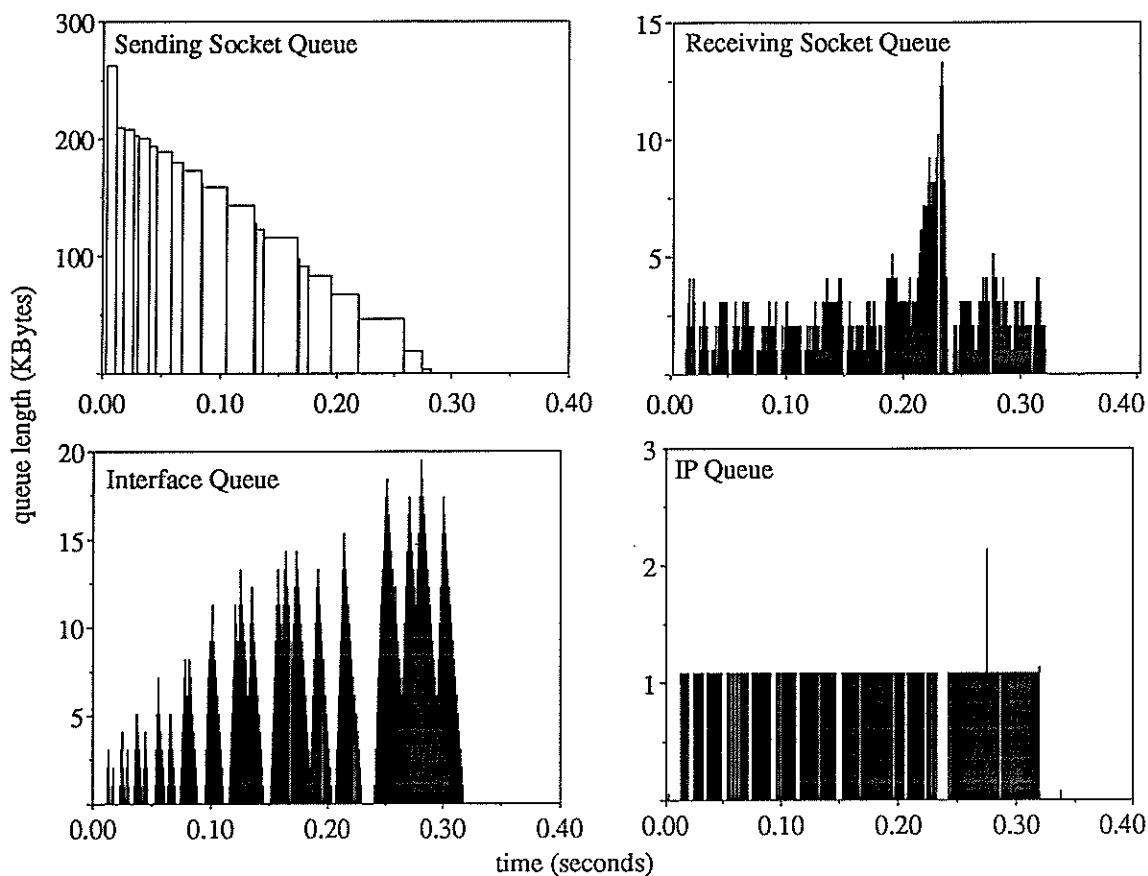 300
Sending Socket Queue
200
100
0.00 0.10 0.20 0.30 0.40
15
Receiving Socket Queue
10
5
0.00 0.10 0.20 0.30 0.40
queue length (KBytes)
20
Interface Queue
15
10
5
0.00 0.10 0.20 0.30 0.40
3
IP Queue
2
1
0.00 0.10 0.20 0.30 0.40
time (seconds)